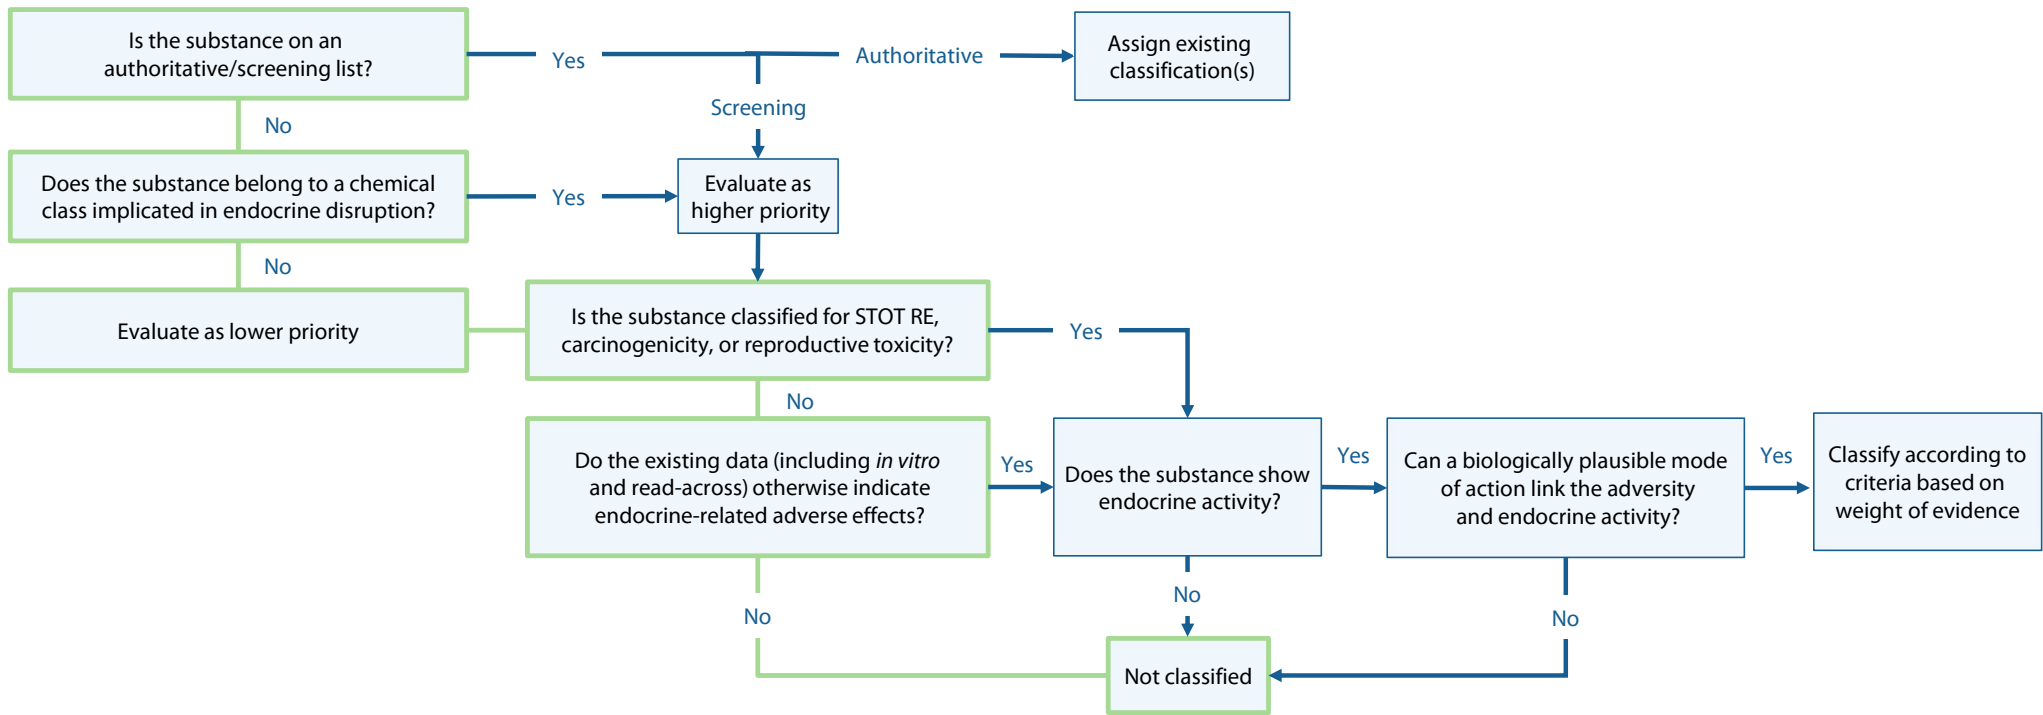 Is the substance on an
authoritative/screening list?
Yes
Authoritative
Assign existing
classification(s)
Screening
No
Does the substance belong to a chemical
class implicated in endocrine disruption?
Yes
Evaluate as
higher priority
No
Evaluate as lower priority
Is the substance classified for STOT RE,
carcinogenicity, or reproductive toxicity?
Yes
No
Do the existing data (including in vitro
and read-across) otherwise indicate
endocrine-related adverse effects?
Yes
Does the substance show
endocrine activity?
Yes
Can a biologically plausible mode
of action link the adversity
and endocrine activity?
Yes
Classify according to
criteria based on
weight of evidence
No
No
No
Not classified